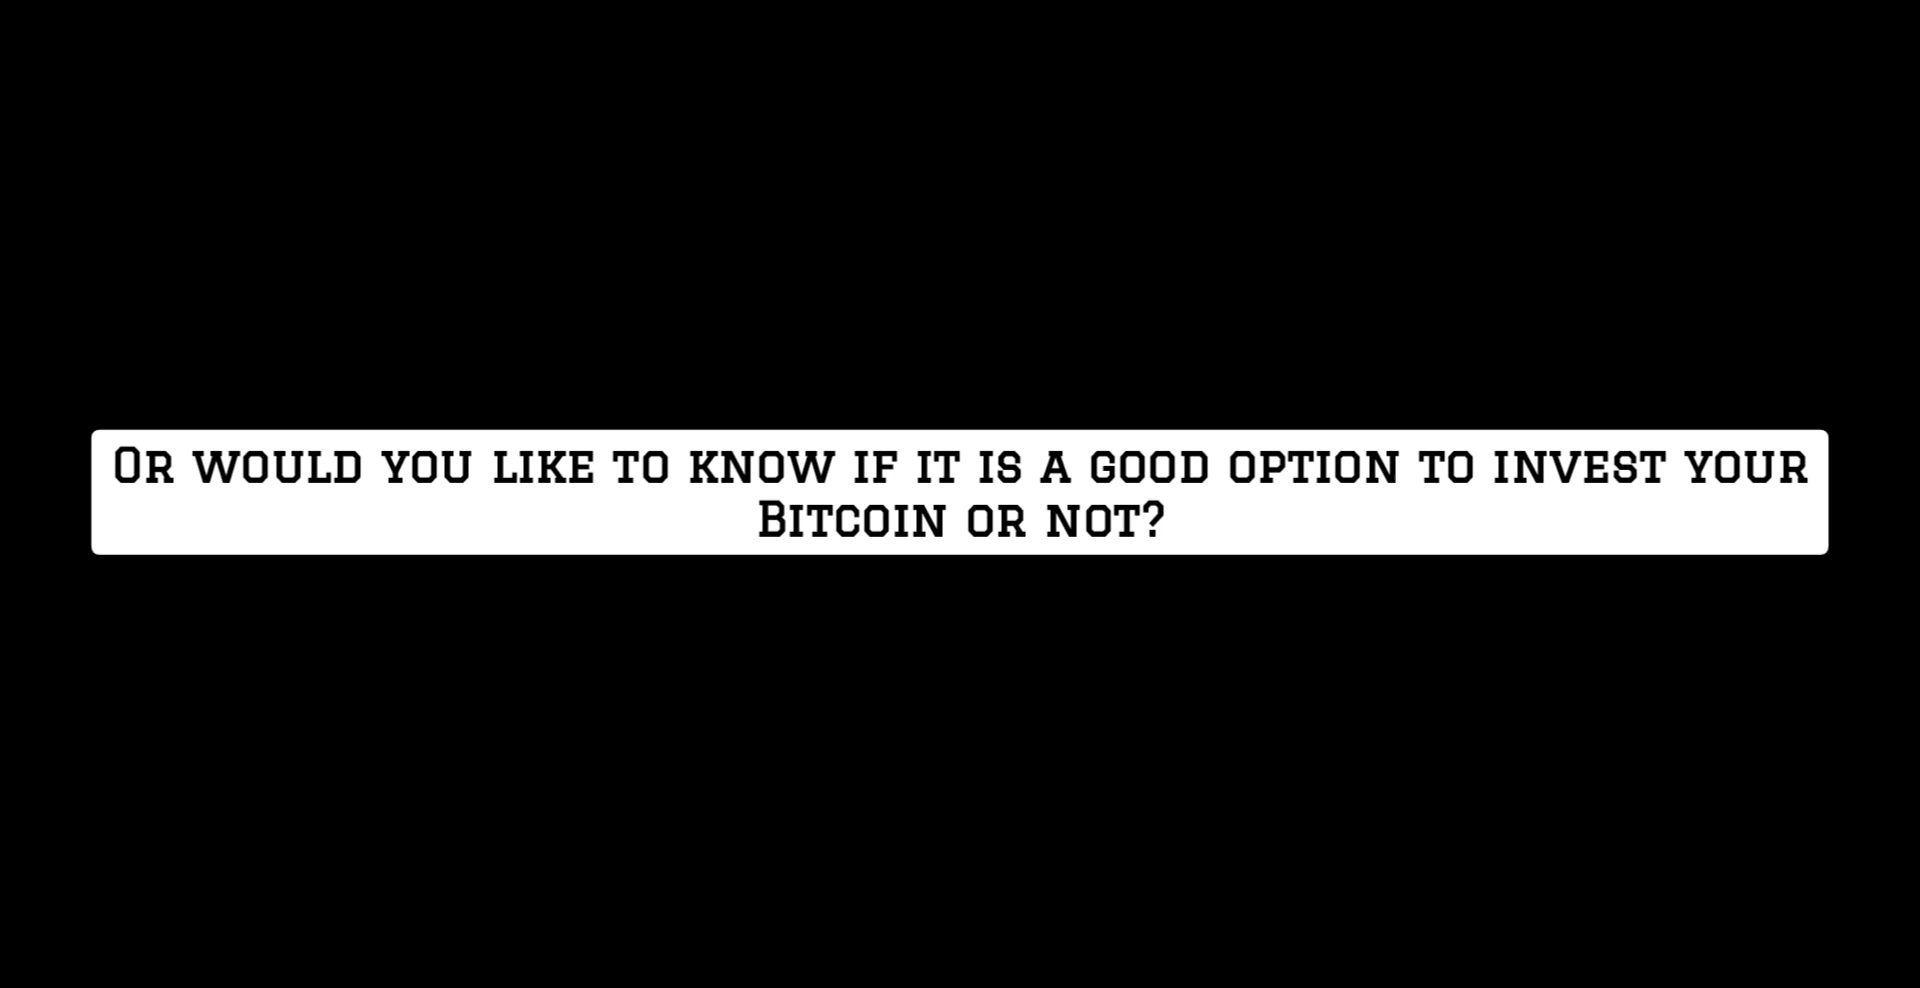 Or would you like to know if it is a good option to invest your
Bitcoin or not?